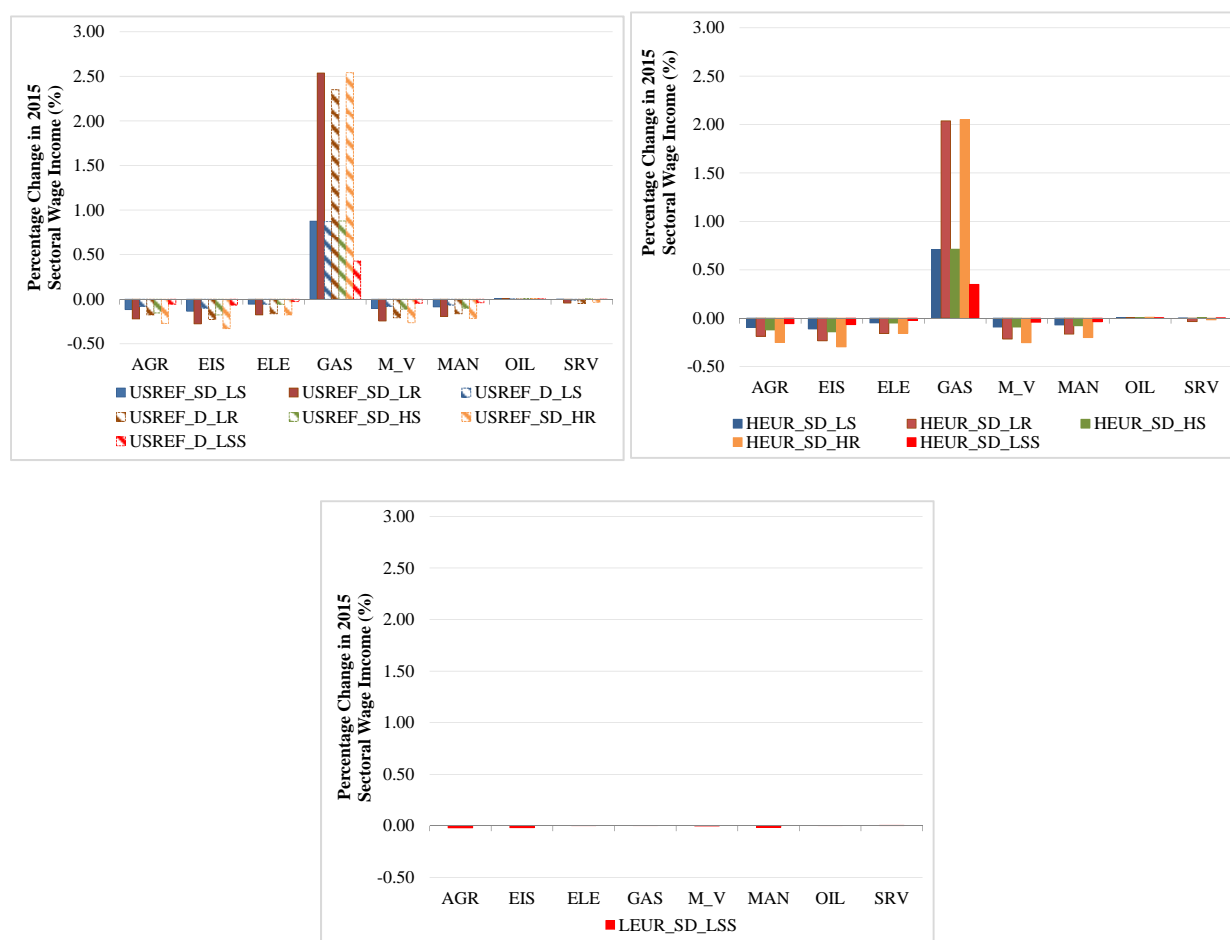 Percentage Change in 2015
Sectoral Wage Income (%)
3.00
2.50
2.00
1.50
1.00
0.50
0.00
-0.50
AGR EIS ELE GAS M_V MAN OIL SRV
USREF_SD_LS USREF_SD_LR USREF_D_LS
USREF_D_LR USREF_SD_HS USREF_SD_HR
USREF_D_LSS
Percentage Change in 2015
Sectoral Wage Income (%)
3.00
2.50
2.00
1.50
1.00
0.50
0.00
-0.50
AGR EIS ELE GAS M_V MAN OIL SRV
HEUR_SD_LS HEUR_SD_LR HEUR_SD_HS
HEUR_SD_HR HEUR_SD_LSS
Percentage Change in 2015
Sectoral Wage Imcome (%)
3.00
2.50
2.00
1.50
1.00
0.50
0.00
-0.50
AGR EIS ELE GAS M_V MAN OIL SRV
LEUR_SD_LSS